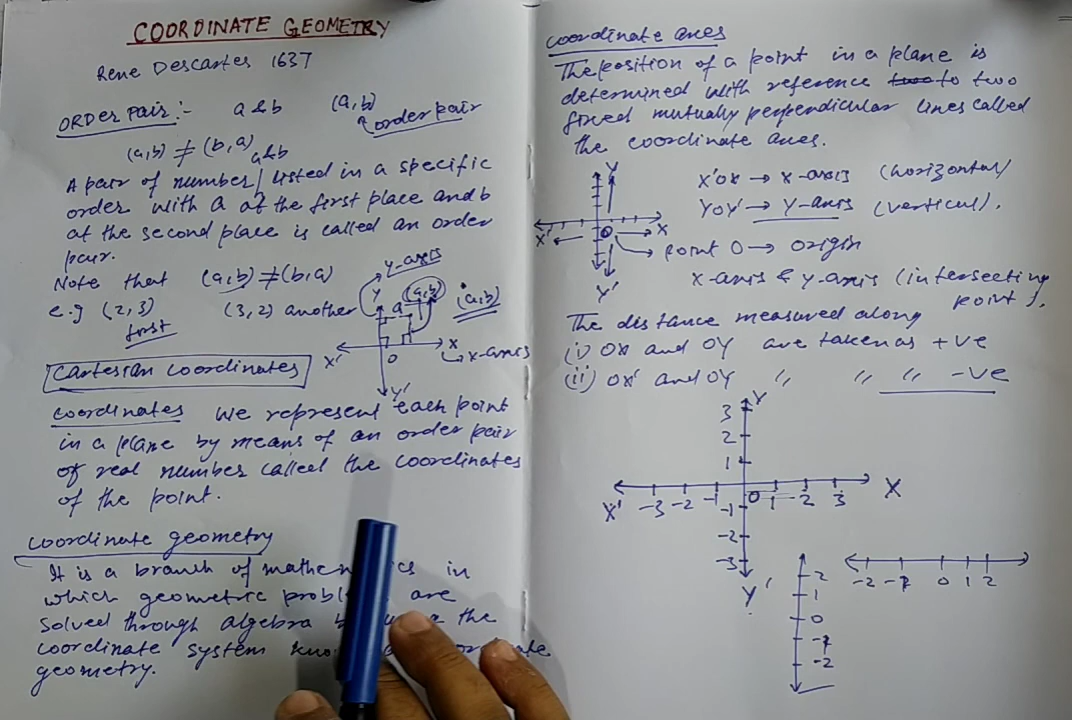 COORDINATE GEOMETRY
Rene Descartes 1637
ORDER PAIR:- a & b (a,b)
order pair
(a,b) ≠ (b,a)
a & b
A pair of number listed in a specific
order with a at the first place and b
at the second place is called an order
pair.
Note that (a,b) ≠ (b,a)
e.g (2,3) (3,2) another
first
y-axis
Y
a (a,b) (a,b)
X' O X
x-axis
Y'
Cartesian coordinates
coordinates We represent each point
in a plane by means of an order pair
of real number called the coordinates
of the point.
coordinate geometry
It is a branch of mathe cs in
which geometric probl are
solved through algebra b the
coordinate system kno ate
geometry.
coordinate axes
The position of a point in a plane is
determined with reference two to two
fixed mutually perpendicular lines called
the coordinate axes.
X'OX → X-axis (horizontal)
YOY' → Y-axis (vertical).
Y
X' O X
Y'
point O → origin
X-axis & y-axis (intersecting
point).
The distance measured along
(i) OX and OY are taken as +ve
(ii) OX' and OY " " " -ve
Y
3
2
1
X' -3 -2 -1 O 1 2 3 X
-1
-2
-3
Y'
-2 -1 0 1 2
2
1
0
-1
-2